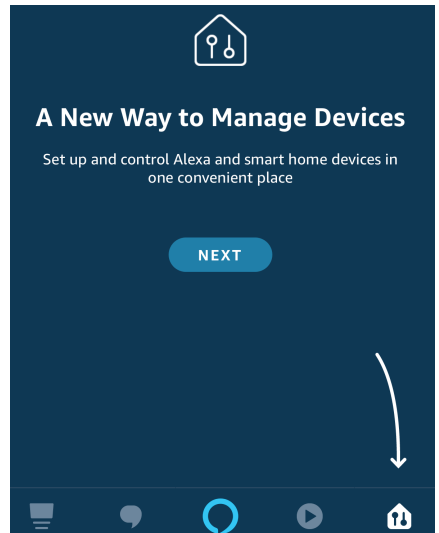 A New Way to Manage Devices
Set up and control Alexa and smart home devices in
one convenient place
NEXT